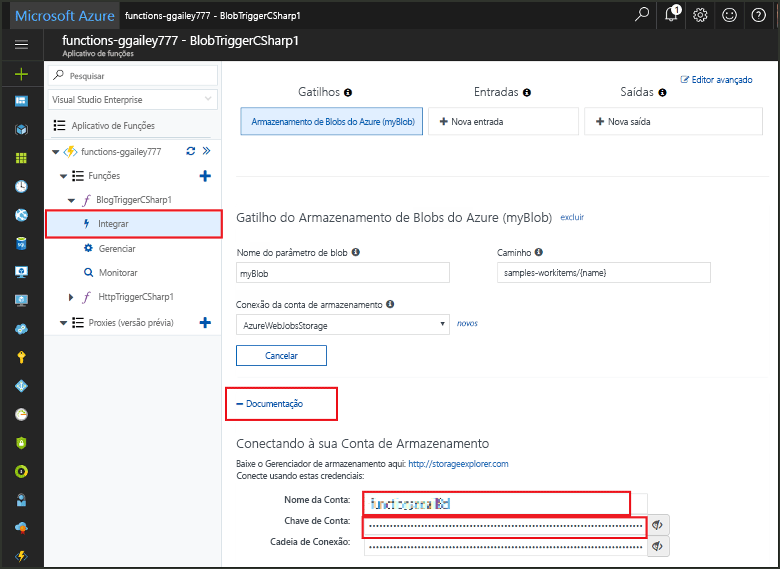 Microsoft Azure functions-ggailey777 - BlobTriggerCSharp1
1
functions-ggailey777 - BlobTriggerCSharp1
Aplicativo de funções
Pesquisar
Visual Studio Enterprise
Aplicativo de Funções
functions-ggailey777
Funções
BlogTriggerCSharp1
Integrar
Gerenciar
Monitorar
HttpTriggerCSharp1
Proxies (versão prévia)
Editor avançado
Gatilhos Entradas Saídas
Armazenamento de Blobs do Azure (myBlob) Nova entrada Nova saída
Gatilho do Armazenamento de Blobs do Azure (myBlob) excluir
Nome do parâmetro de blob Caminho
myBlob samples-workitems/{name}
Conexão da conta de armazenamento
AzureWebJobsStorage novos
Cancelar
Documentação
Conectando à sua Conta de Armazenamento
Baixe o Gerenciador de armazenamento aqui: http://storageexplorer.com
Conecte usando estas credenciais:
Nome da Conta:
Chave de Conta:
Cadeia de Conexão: